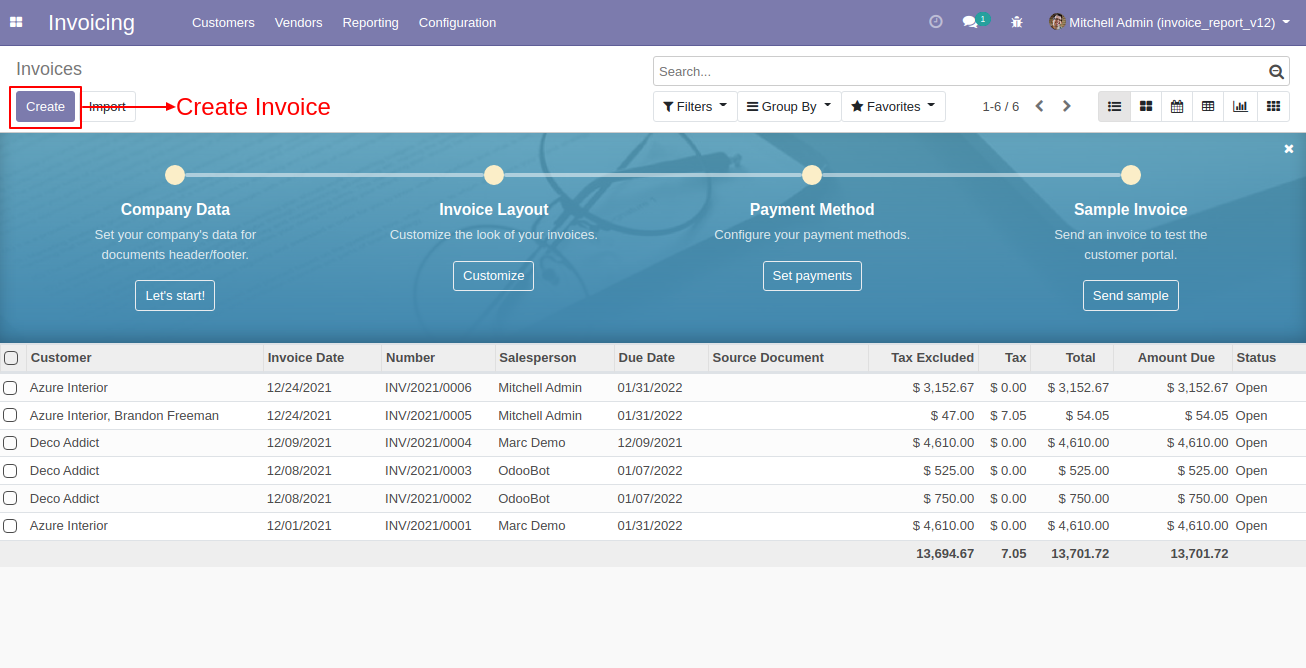 Invoicing Customers Vendors Reporting Configuration 1 Mitchell Admin (invoice_report_v12)
Invoices Search...
Create Import Create Invoice Filters Group By Favorites 1-6 / 6
Company Data Invoice Layout Payment Method Sample Invoice
Set your company's data for Customize the look of your invoices. Configure your payment methods. Send an invoice to test the
documents header/footer. customer portal.
Customize Set payments
Let's start! Send sample
Customer Invoice Date Number Salesperson Due Date Source Document Tax Excluded Tax Total Amount Due Status
Azure Interior 12/24/2021 INV/2021/0006 Mitchell Admin 01/31/2022 $ 3,152.67 $ 0.00 $ 3,152.67 $ 3,152.67 Open
Azure Interior, Brandon Freeman 12/24/2021 INV/2021/0005 Mitchell Admin 01/31/2022 $ 47.00 $ 7.05 $ 54.05 $ 54.05 Open
Deco Addict 12/09/2021 INV/2021/0004 Marc Demo 12/09/2021 $ 4,610.00 $ 0.00 $ 4,610.00 $ 4,610.00 Open
Deco Addict 12/08/2021 INV/2021/0003 OdooBot 01/07/2022 $ 525.00 $ 0.00 $ 525.00 $ 525.00 Open
Deco Addict 12/08/2021 INV/2021/0002 OdooBot 01/07/2022 $ 750.00 $ 0.00 $ 750.00 $ 750.00 Open
Azure Interior 12/01/2021 INV/2021/0001 Marc Demo 01/31/2022 $ 4,610.00 $ 0.00 $ 4,610.00 $ 4,610.00 Open
13,694.67 7.05 13,701.72 13,701.72